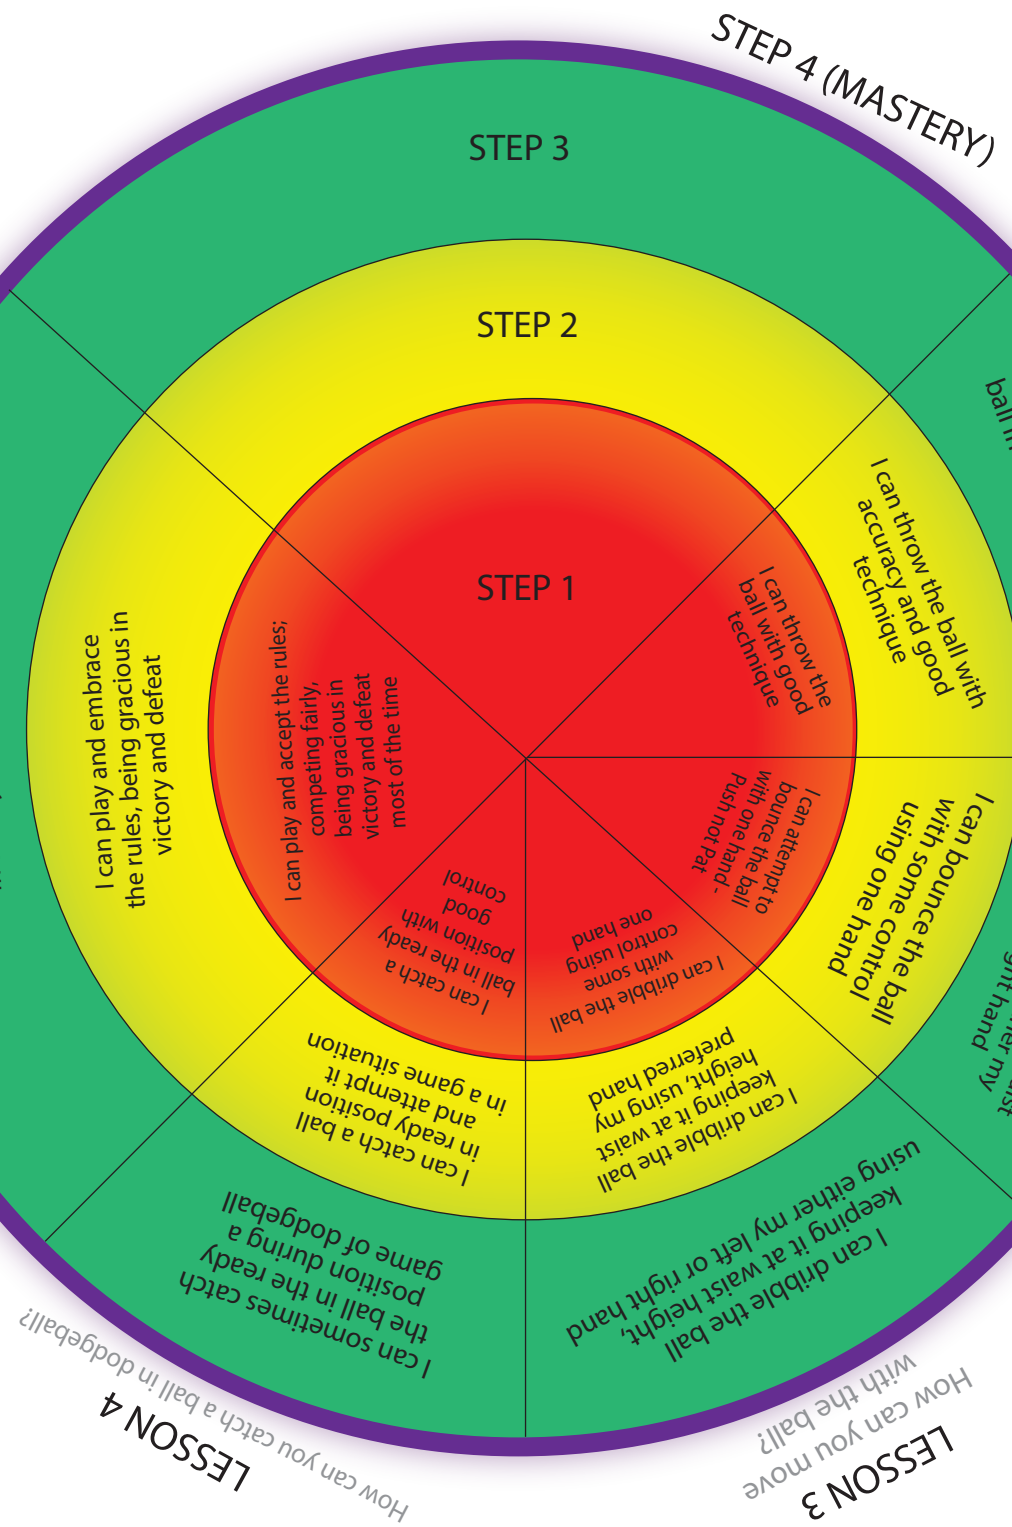 STEP 4 (MASTERY)
STEP 3
STEP 2
STEP 1
ball in
I can throw the ball with
accuracy and good
technique
I can throw the
ball with good
technique
I can attempt to
bounce the ball
with one hand -
Push not Pat
I can bounce the ball
with some control
using one hand
my
hand
I can dribble the ball
with some
control using
one hand
I can dribble the ball
keeping it at waist
height, using my
preferred hand
I can dribble the ball
keeping it at waist height,
using either my left or right hand
LESSON 3
How can you move
with the ball?
I can catch a
ball in the ready
position with
good
control
I can catch a ball
in ready position
and attempt it
in a game situation
I can sometimes catch
the ball in the ready
position during a
game of dodgeball
LESSON 4
How can you catch a ball in dodgeball?
I can play and accept the rules;
competing fairly,
being gracious in
victory and defeat
most of the time
I can play and embrace
the rules, being gracious in
victory and defeat